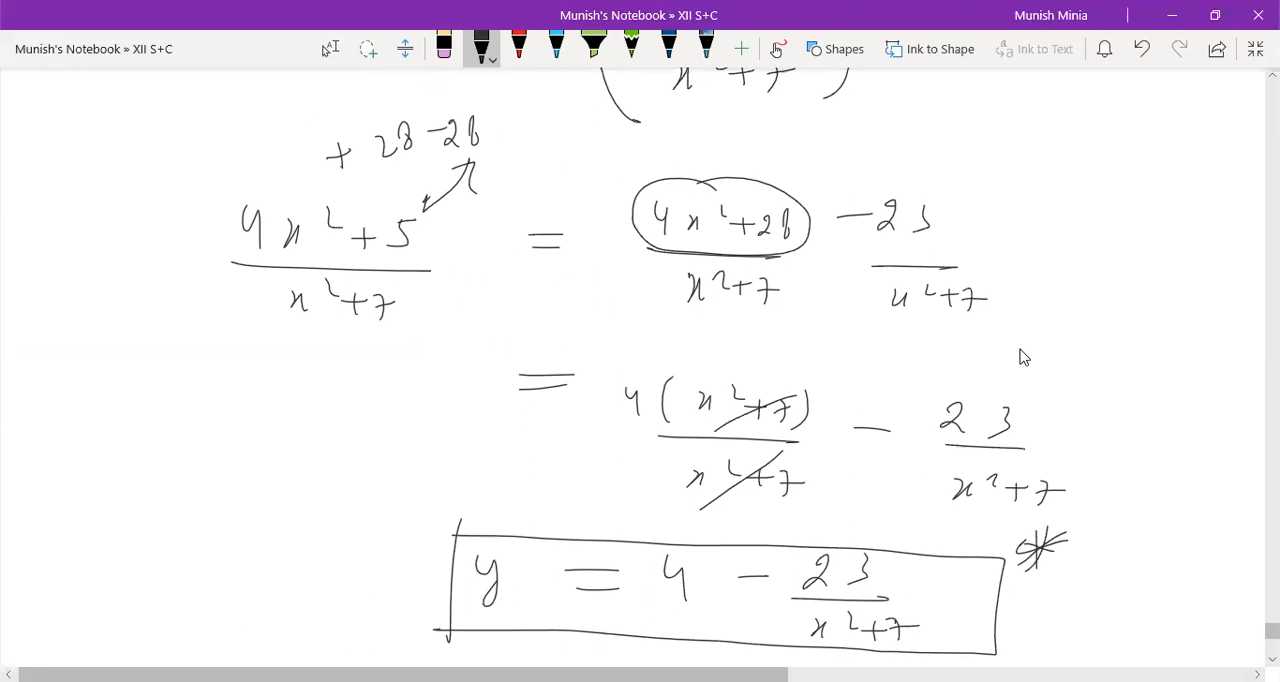 Munish's Notebook » XII S+C
Munish Minia
Munish's Notebook » XII S+C
Shapes
Ink to Shape
Ink to Text
x²+7
+ 28 -28
4x²+5 = 4x²+28 -23
x²+7 x²+7 x²+7
= 4(x²+7) - 23
x²+7 x²+7
y = 4 - 23
x²+7